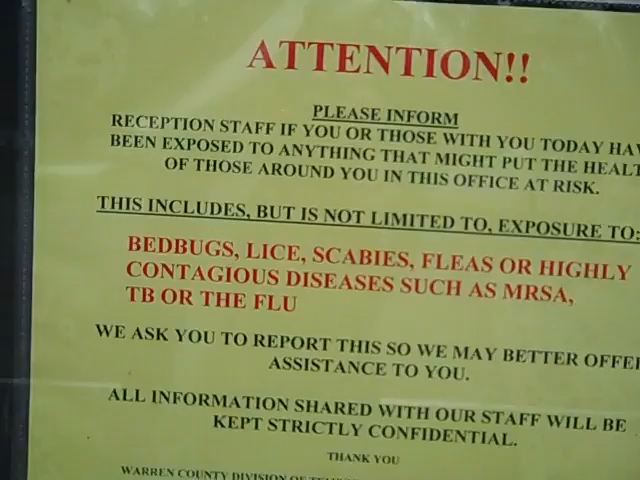 ATTENTION!!
PLEASE INFORM
RECEPTION STAFF IF YOU OR THOSE WITH YOU TODAY HAV
BEEN EXPOSED TO ANYTHING THAT MIGHT PUT THE HEALT
OF THOSE AROUND YOU IN THIS OFFICE AT RISK.
THIS INCLUDES, BUT IS NOT LIMITED TO, EXPOSURE TO:
BEDBUGS, LICE, SCABIES, FLEAS OR HIGHLY
CONTAGIOUS DISEASES SUCH AS MRSA,
TB OR THE FLU
WE ASK YOU TO REPORT THIS SO WE MAY BETTER OFFER
ASSISTANCE TO YOU.
ALL INFORMATION SHARED WITH OUR STAFF WILL BE
KEPT STRICTLY CONFIDENTIAL.
THANK YOU
WARREN COUNTY DIVISION OF